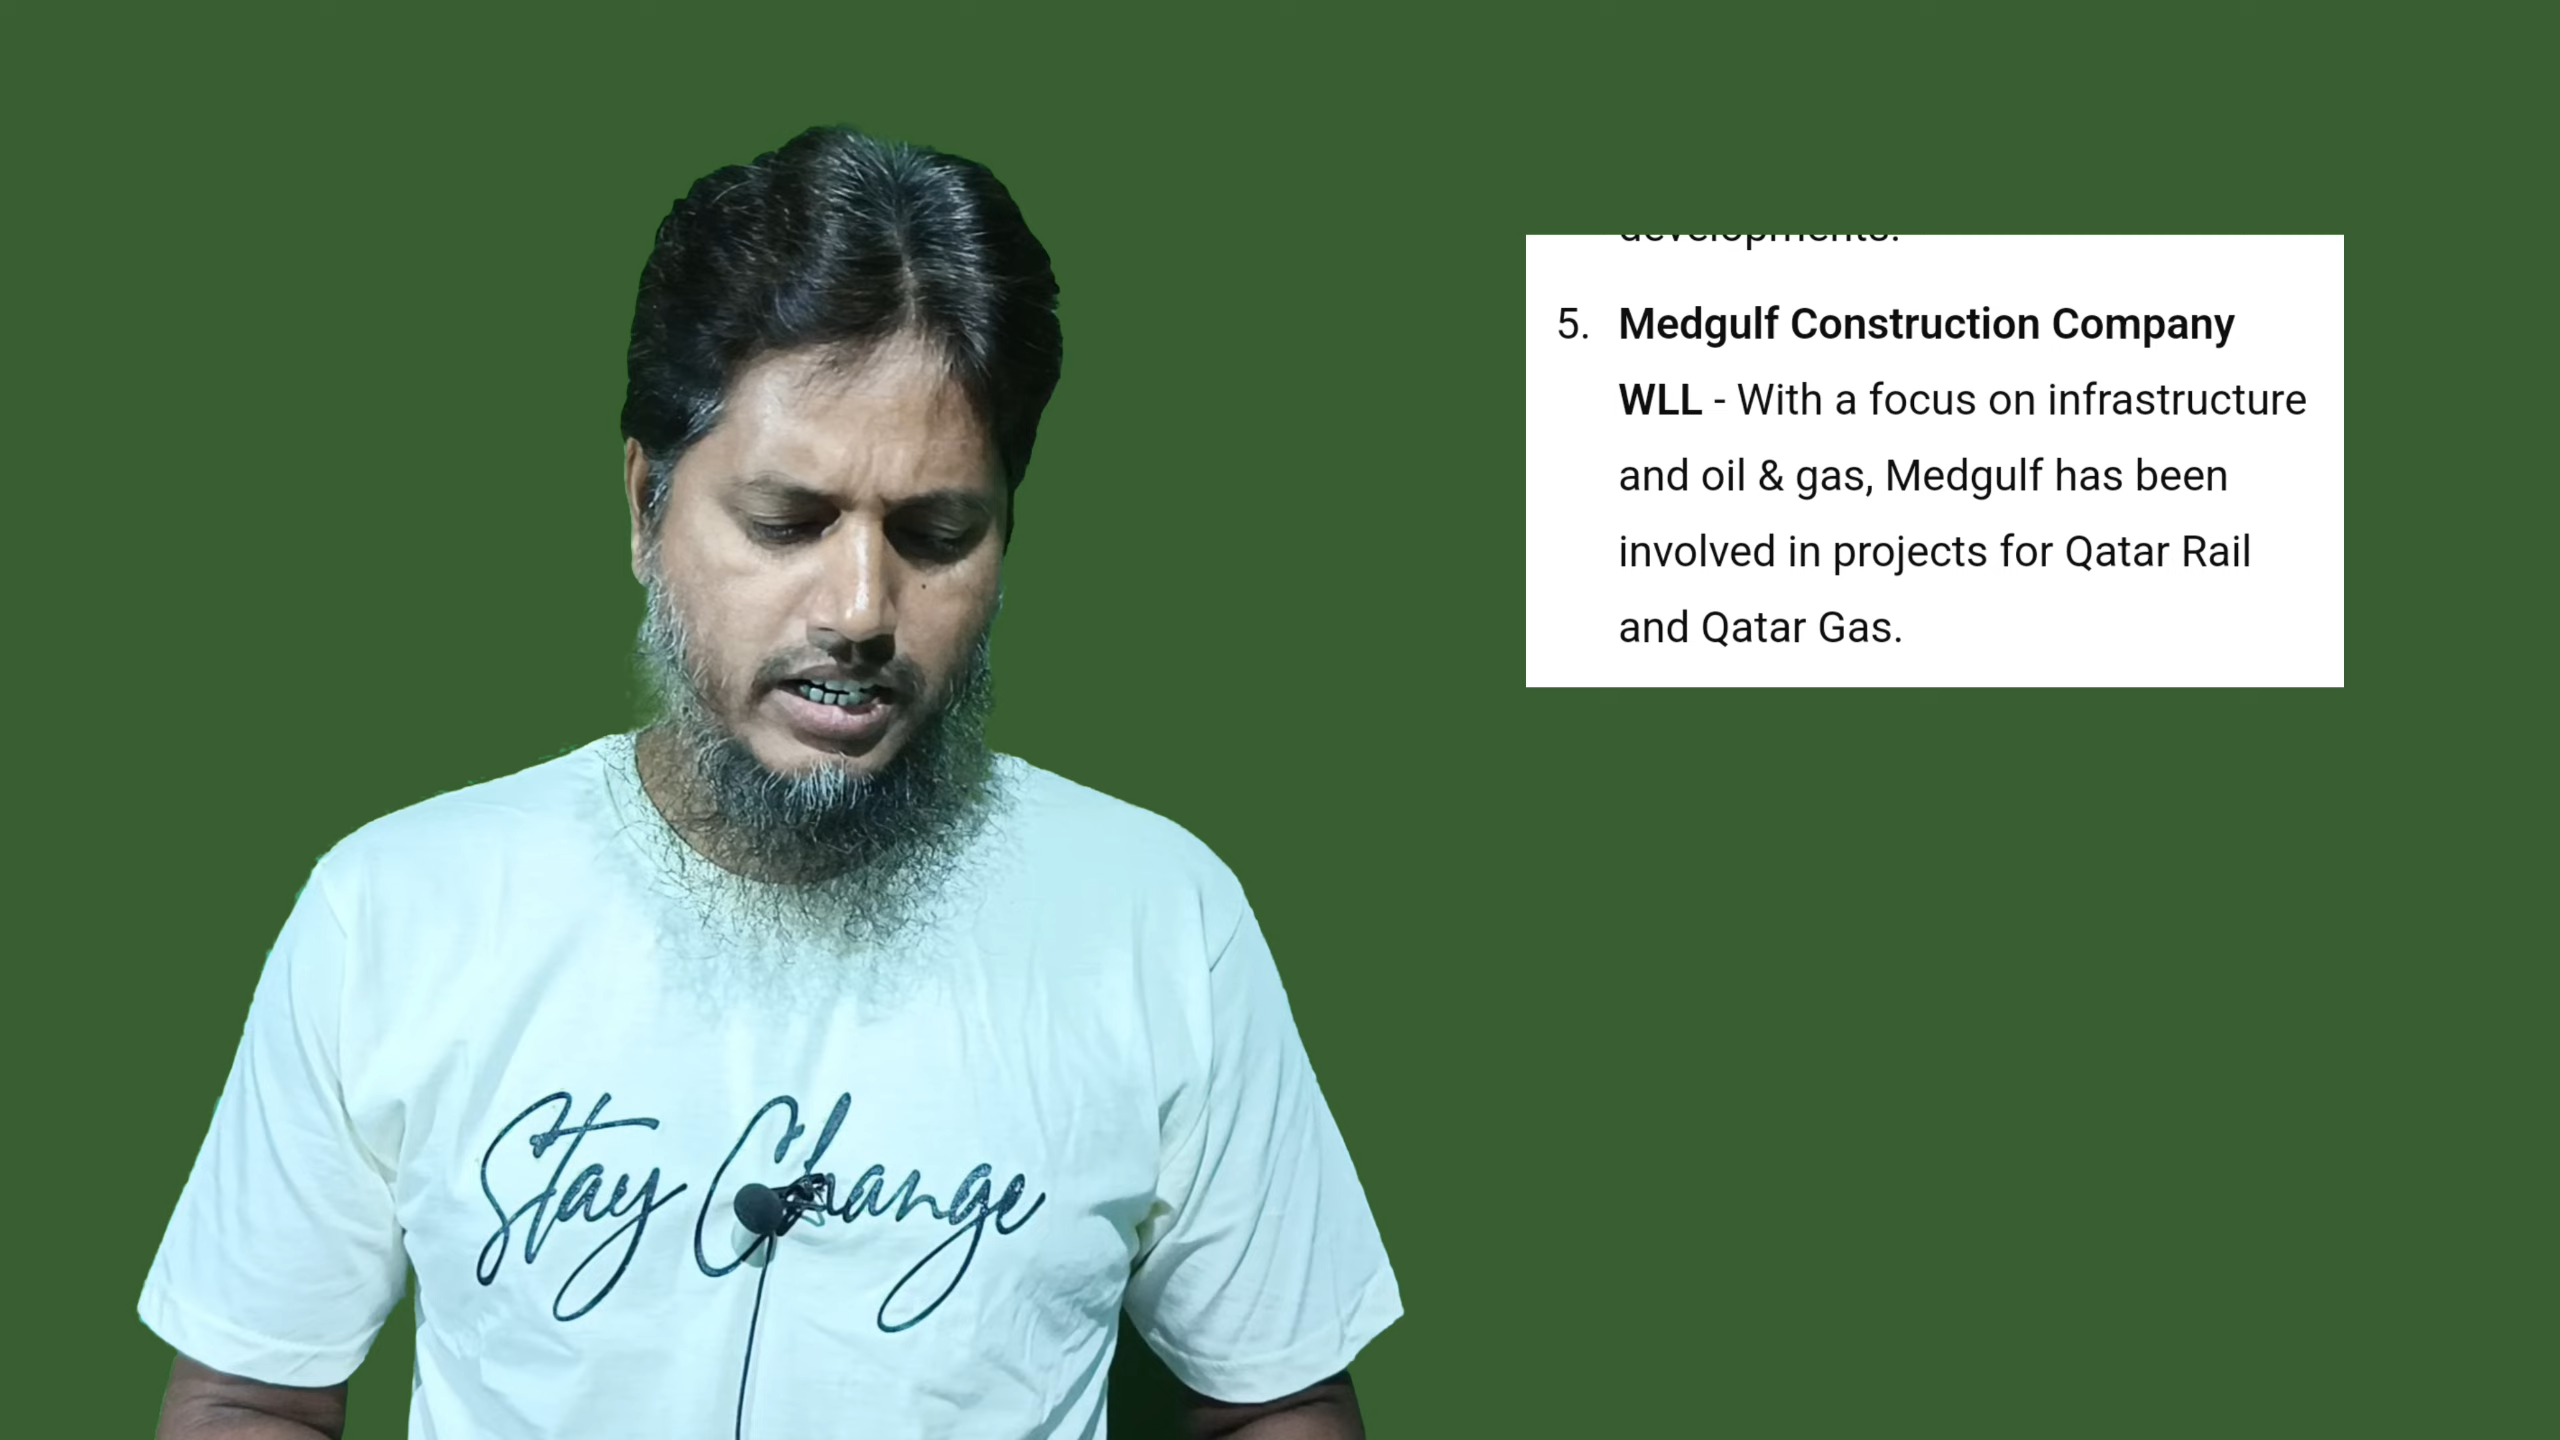 developments.
5. Medgulf Construction Company
WLL - With a focus on infrastructure
and oil & gas, Medgulf has been
involved in projects for Qatar Rail
and Qatar Gas.
Stay Change